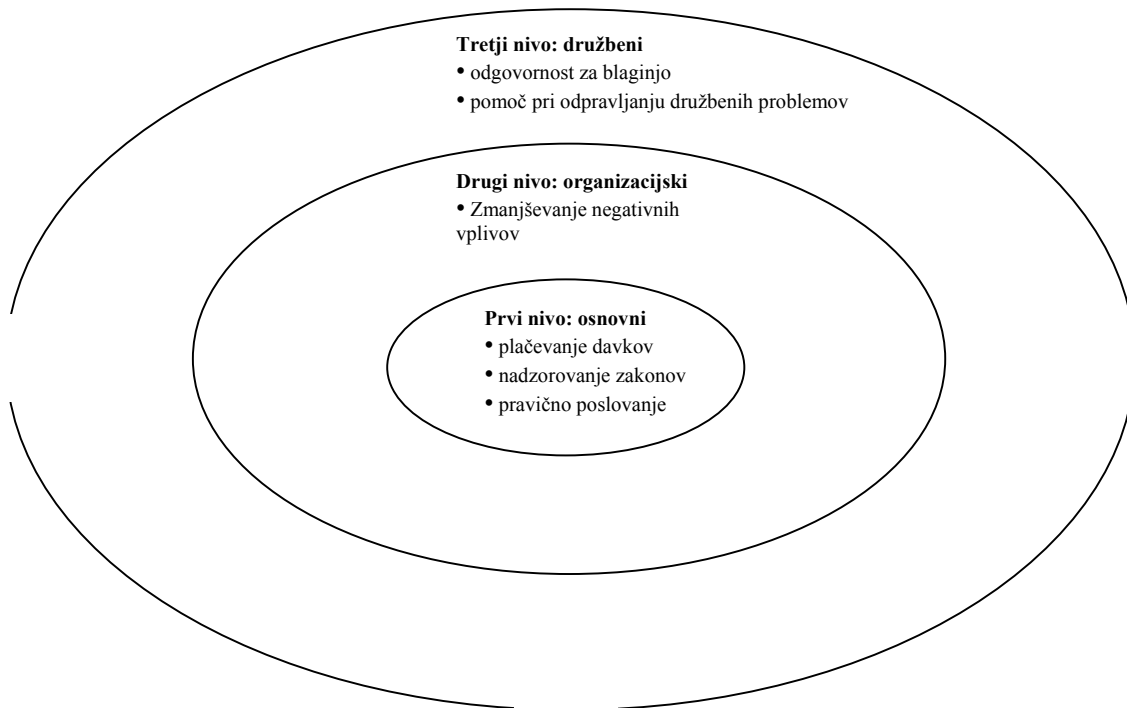 Tretji nivo: družbeni
• odgovornost za blaginjo
• pomoč pri odpravljanju družbenih problemov
Drugi nivo: organizacijski
• Zmanjševanje negativnih
vplivov
Prvi nivo: osnovni
• plačevanje davkov
• nadzorovanje zakonov
• pravično poslovanje